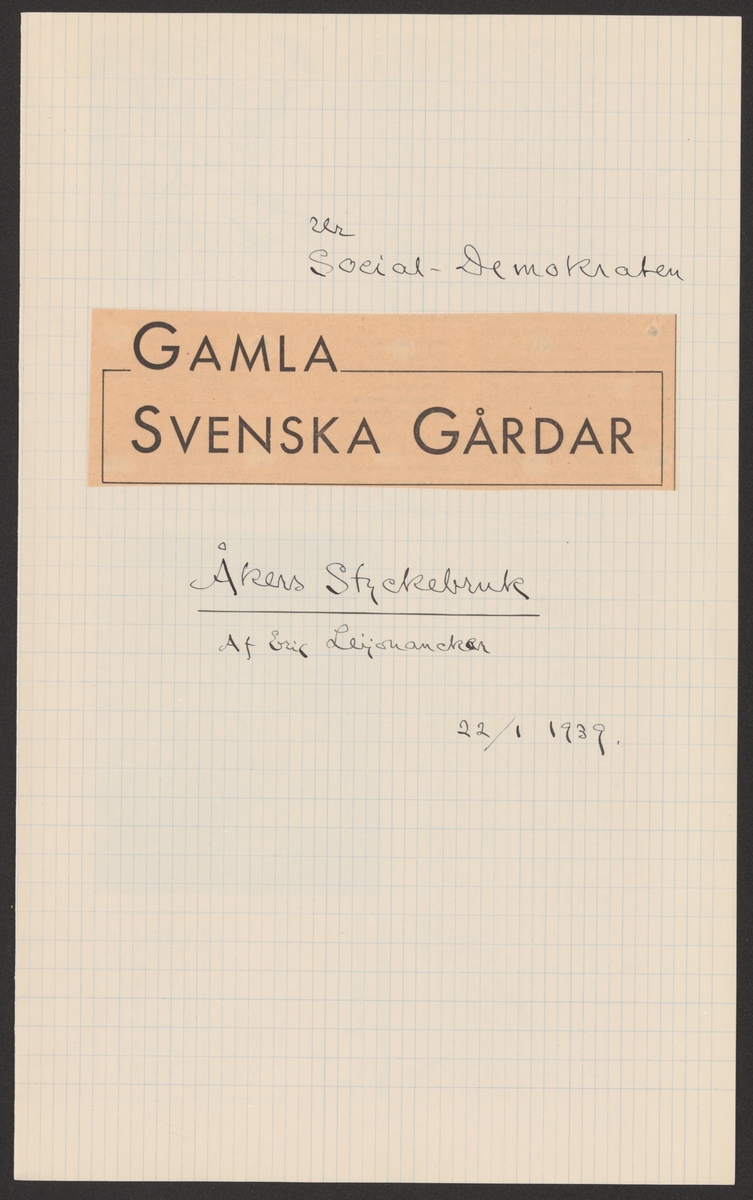 ur
Social-Demokraten
GAMLA
SVENSKA GÅRDAR
Åkers Styckebruk
Af Eric Leijonancker
22/1 1939.